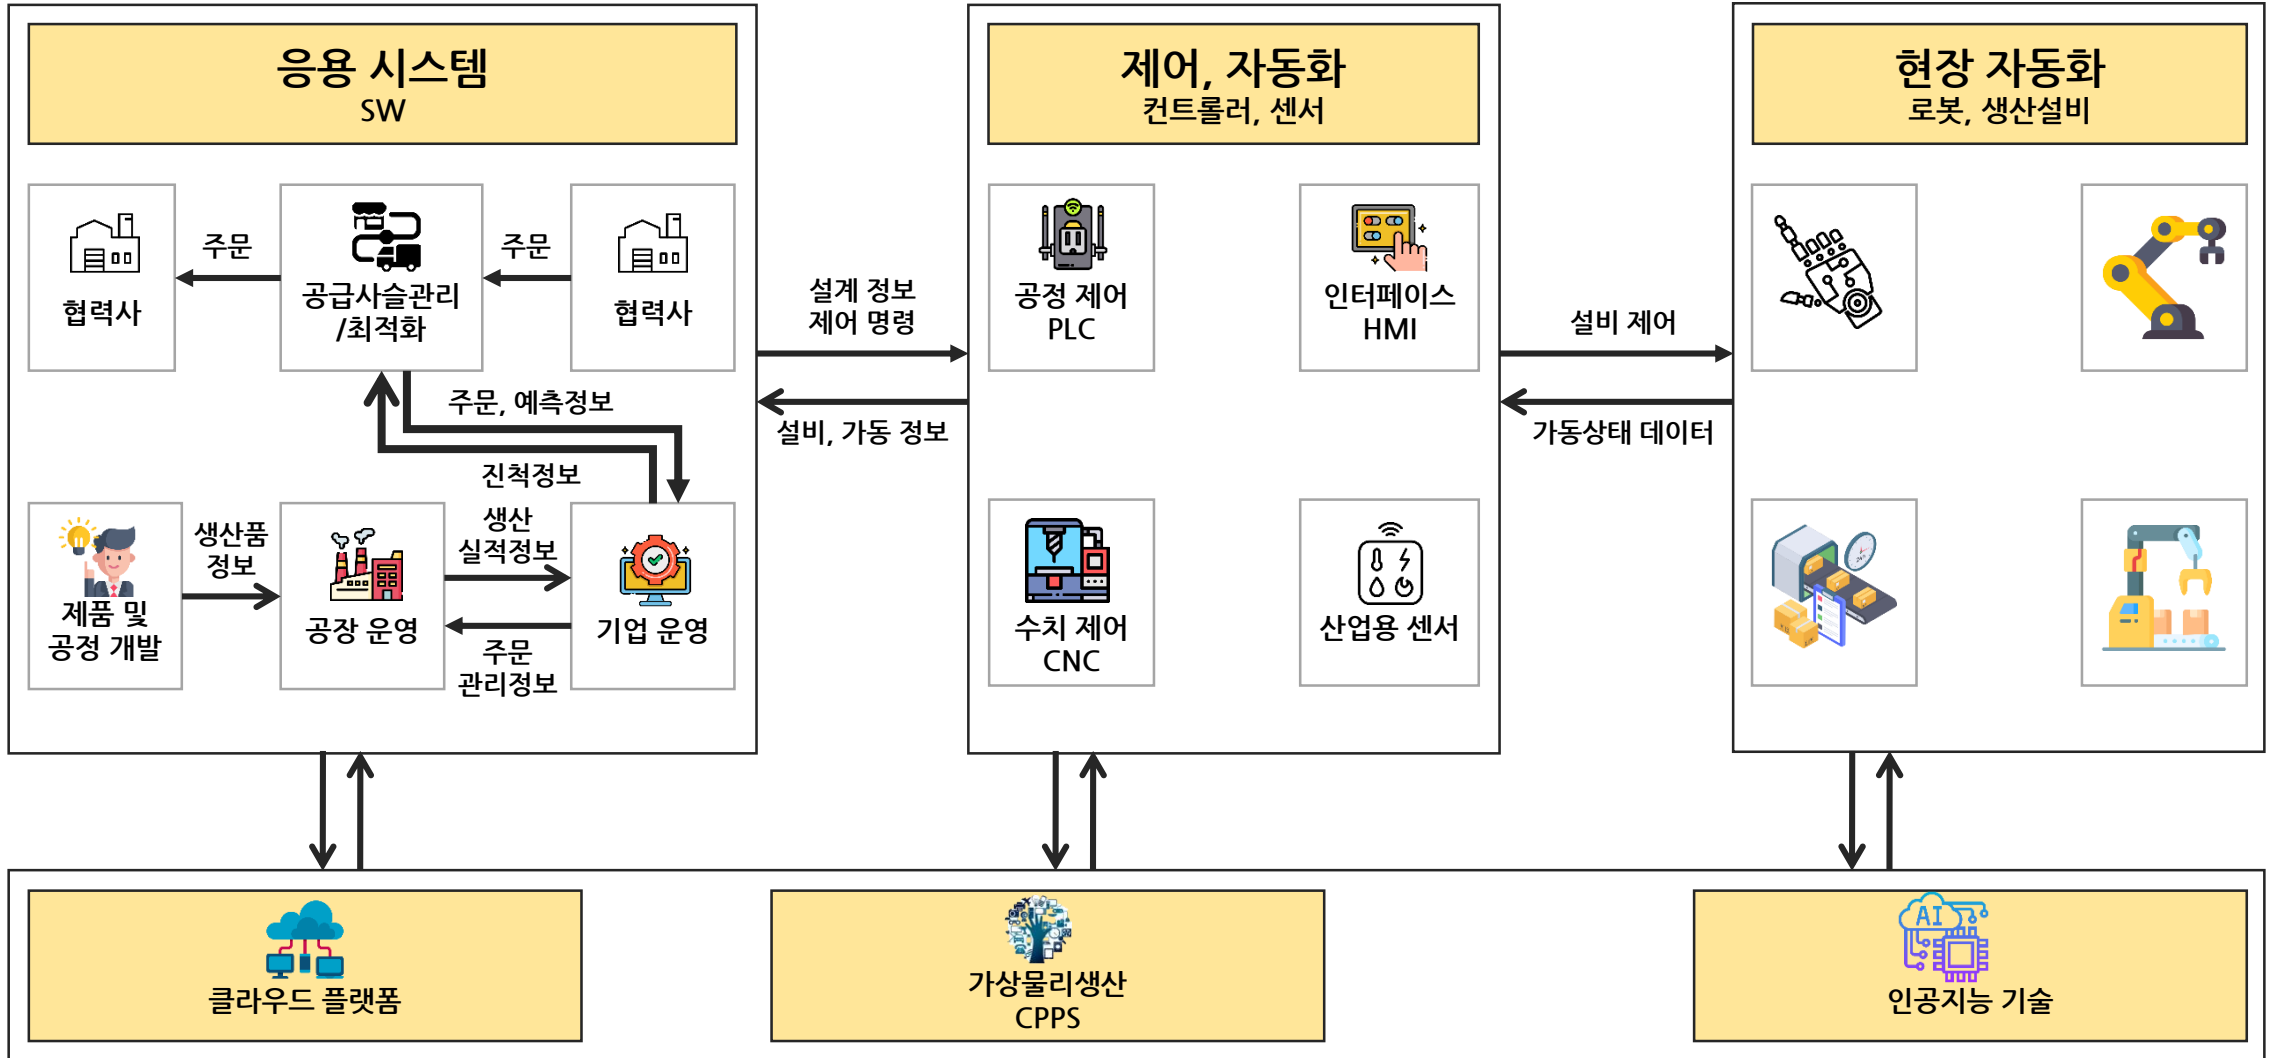 응용 시스템
SW
협력사
주문
공급사슬관리
/최적화
주문
협력사
주문, 예측정보
진척정보
제품 및
공정 개발
생산품
정보
공장 운영
생산
실적정보
주문
관리정보
기업 운영
설계 정보
제어 명령
설비, 가동 정보
제어, 자동화
컨트롤러, 센서
공정 제어
PLC
인터페이스
HMI
수치 제어
CNC
산업용 센서
설비 제어
가동상태 데이터
현장 자동화
로봇, 생산설비
클라우드 플랫폼
가상물리생산
CPPS
AI
인공지능 기술